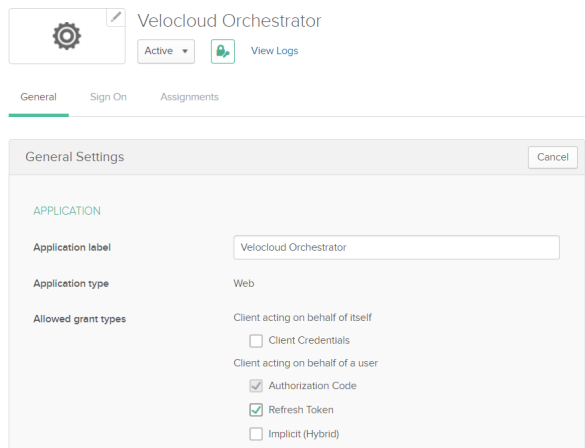 Velocloud Orchestrator
Active View Logs
General Sign On Assignments
General Settings Cancel
APPLICATION
Application label Velocloud Orchestrator
Application type Web
Allowed grant types Client acting on behalf of itself
Client Credentials
Client acting on behalf of a user
Authorization Code
Refresh Token
Implicit (Hybrid)